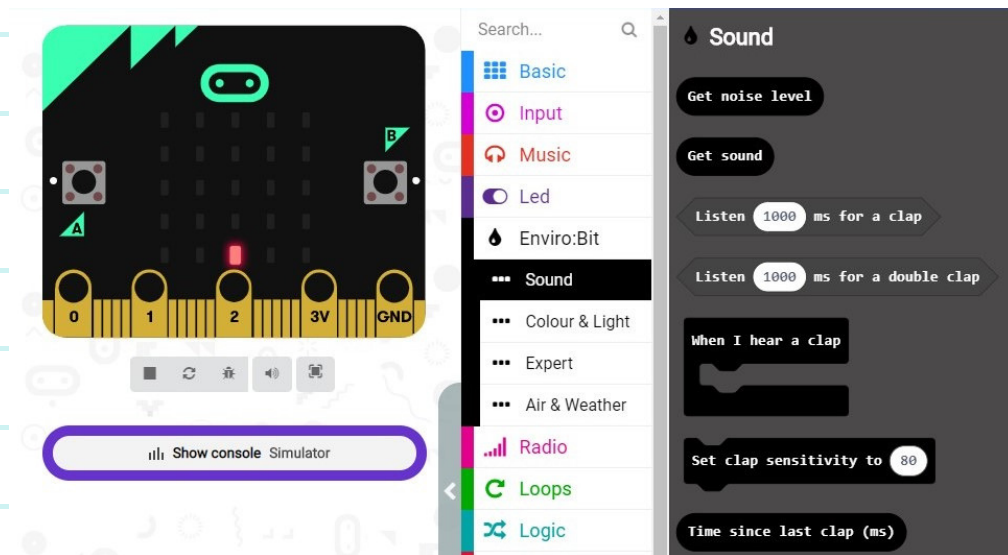 B
A
0 1 2 3V GND
Show console Simulator
Search...
Basic
Input
Music
Led
Enviro:Bit
Sound
Colour & Light
Expert
Air & Weather
Radio
Loops
Logic
Sound
Get noise level
Get sound
Listen 1000 ms for a clap
Listen 1000 ms for a double clap
When I hear a clap
Set clap sensitivity to 80
Time since last clap (ms)